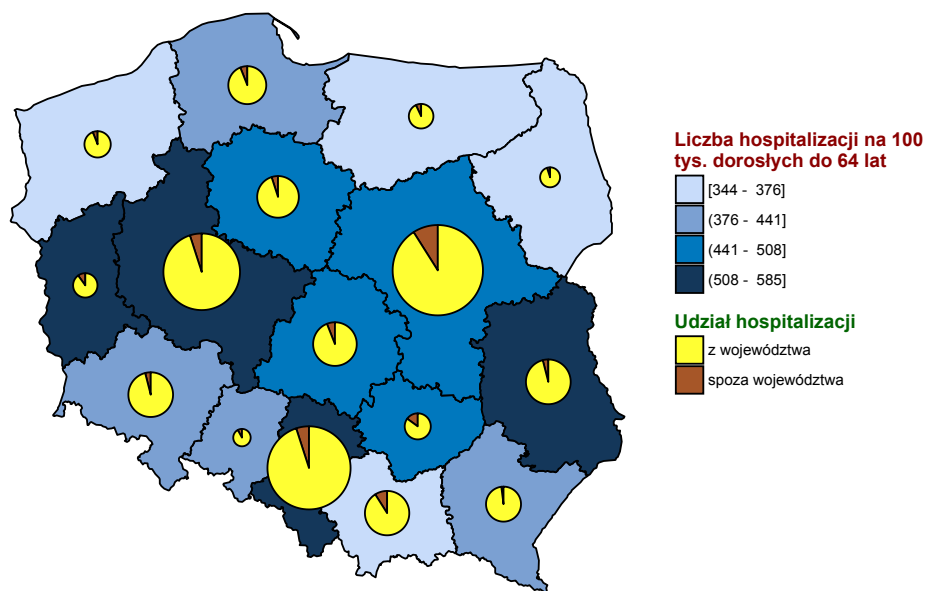 Liczba hospitalizacji na 100
tys. dorosłych do 64 lat
[344 - 376]
(376 - 441]
(441 - 508]
(508 - 585]
Udział hospitalizacji
z województwa
spoza województwa